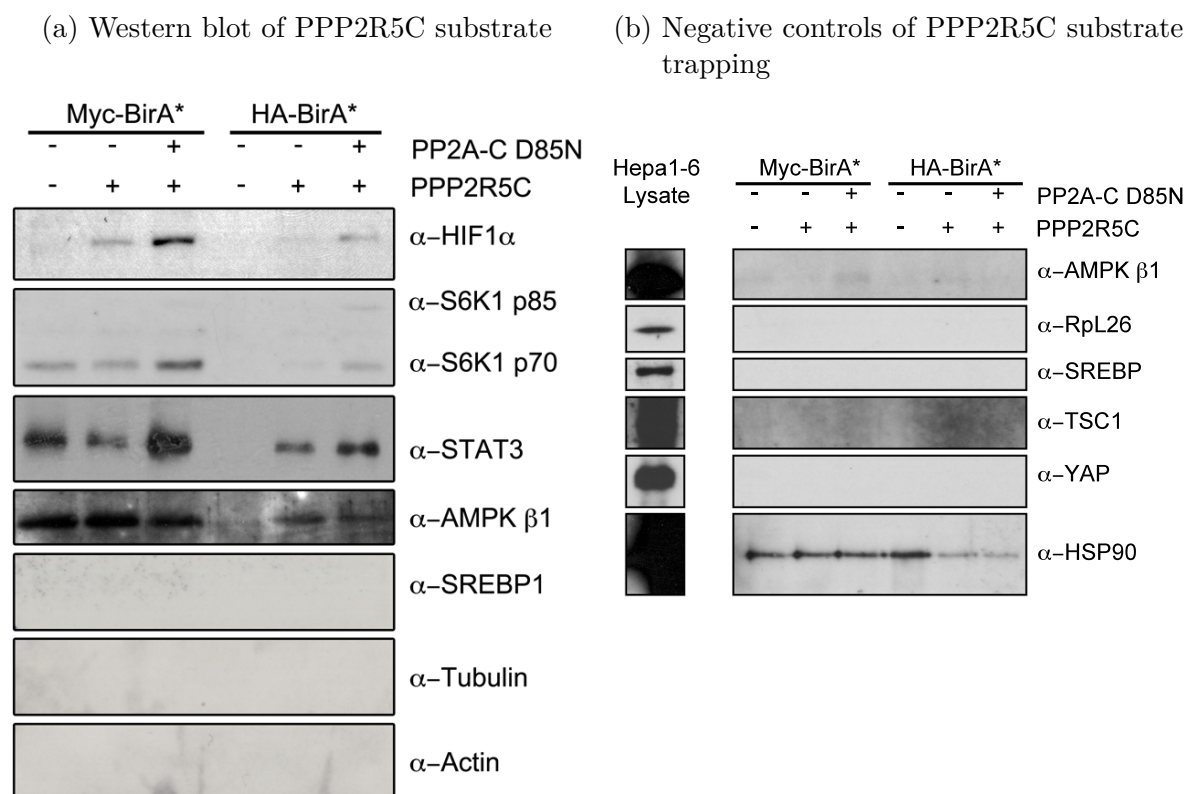 (a) Western blot of PPP2R5C substrate
Myc-BirA* HA-BirA*
- - + - - + PP2A-C D85N
- + + - + + PPP2R5C
α–HIF1α
α–S6K1 p85
α–S6K1 p70
α–STAT3
α–AMPK β1
α–SREBP1
α–Tubulin
α–Actin
(b) Negative controls of PPP2R5C substrate
trapping
Hepa1-6
Lysate
Myc-BirA* HA-BirA*
- - + - - + PP2A-C D85N
- + + - + + PPP2R5C
α–AMPK β1
α–RpL26
α–SREBP
α–TSC1
α–YAP
α–HSP90